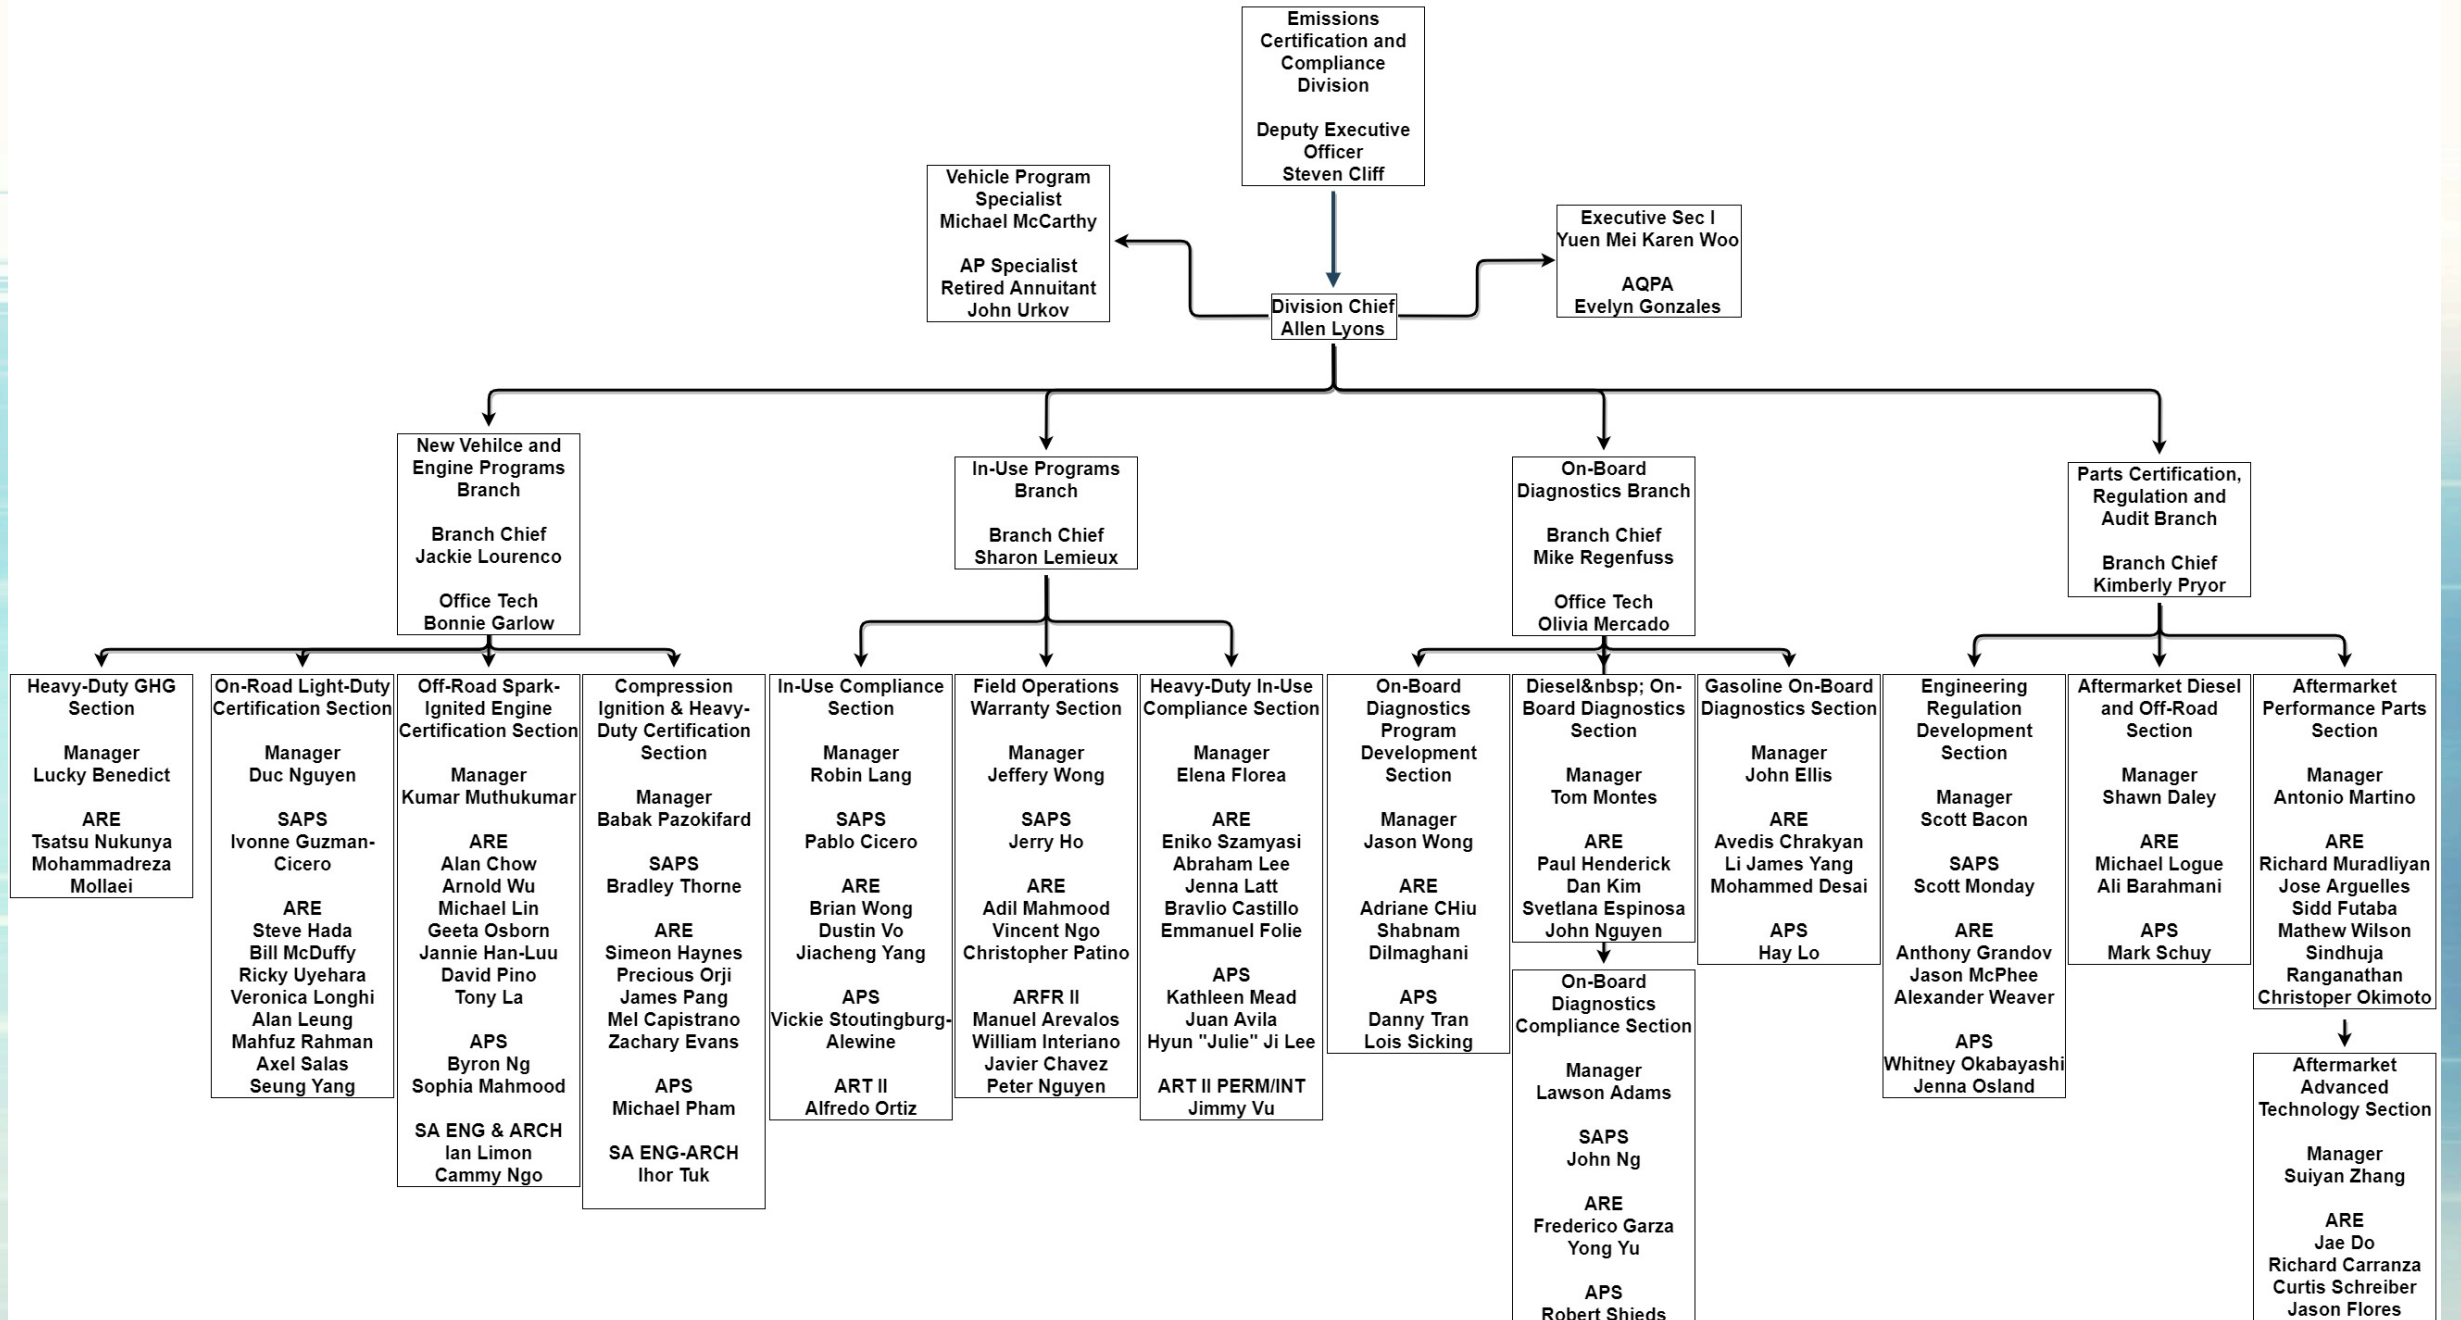 Emissions
Certification and
Compliance
Division
Deputy Executive
Officer
Steven Cliff
Vehicle Program
Specialist
Michael McCarthy
AP Specialist
Retired Annuitant
John Urkov
Executive Sec I
Yuen Mei Karen Woo
AQPA
Evelyn Gonzales
Division Chief
Allen Lyons
New Vehilce and
Engine Programs
Branch
Branch Chief
Jackie Lourenco
Office Tech
Bonnie Garlow
In-Use Programs
Branch
Branch Chief
Sharon Lemieux
On-Board
Diagnostics Branch
Branch Chief
Mike Regenfuss
Office Tech
Olivia Mercado
Parts Certification,
Regulation and
Audit Branch
Branch Chief
Kimberly Pryor
Heavy-Duty GHG
Section
Manager
Lucky Benedict
ARE
Tsatsu Nukunya
Mohammadreza
Mollaei
On-Road Light-Duty
Certification Section
Manager
Duc Nguyen
SAPS
Ivonne Guzman-
Cicero
ARE
Steve Hada
Bill McDuffy
Ricky Uyehara
Veronica Longhi
Alan Leung
Mahfuz Rahman
Axel Salas
Seung Yang
Off-Road Spark-
Ignited Engine
Certification Section
Manager
Kumar Muthukumar
ARE
Alan Chow
Arnold Wu
Michael Lin
Geeta Osborn
Jannie Han-Luu
David Pino
Tony La
APS
Byron Ng
Sophia Mahmood
SA ENG & ARCH
Ian Limon
Cammy Ngo
Compression
Ignition & Heavy-
Duty Certification
Section
Manager
Babak Pazokifard
SAPS
Bradley Thorne
ARE
Simeon Haynes
Precious Orji
James Pang
Mel Capistrano
Zachary Evans
APS
Michael Pham
SA ENG-ARCH
Ihor Tuk
In-Use Compliance
Section
Manager
Robin Lang
SAPS
Pablo Cicero
ARE
Brian Wong
Dustin Vo
Jiacheng Yang
APS
Vickie Stoutingburg-
Alewine
ART II
Alfredo Ortiz
Field Operations
Warranty Section
Manager
Jeffery Wong
SAPS
Jerry Ho
ARE
Adil Mahmood
Vincent Ngo
Christopher Patino
ARFR II
Manuel Arevalos
William Interiano
Javier Chavez
Peter Nguyen
Heavy-Duty In-Use
Compliance Section
Manager
Elena Florea
ARE
Eniko Szamyasi
Abraham Lee
Jenna Latt
Bravlio Castillo
Emmanuel Folie
APS
Kathleen Mead
Juan Avila
Hyun "Julie" Ji Lee
ART II PERM/INT
Jimmy Vu
On-Board
Diagnostics
Program
Development
Section
Manager
Jason Wong
ARE
Adriane CHiu
Shabnam
Dilmaghani
APS
Danny Tran
Lois Sicking
Diesel&nbsp; On-
Board Diagnostics
Section
Manager
Tom Montes
ARE
Paul Henderick
Dan Kim
Svetlana Espinosa
John Nguyen
On-Board
Diagnostics
Compliance Section
Manager
Lawson Adams
SAPS
John Ng
ARE
Frederico Garza
Yong Yu
APS
Robert Shieds
Gasoline On-Board
Diagnostics Section
Manager
John Ellis
ARE
Avedis Chrakyan
Li James Yang
Mohammed Desai
APS
Hay Lo
Engineering
Regulation
Development
Section
Manager
Scott Bacon
SAPS
Scott Monday
ARE
Anthony Grandov
Jason McPhee
Alexander Weaver
APS
Whitney Okabayashi
Jenna Osland
Aftermarket Diesel
and Off-Road
Section
Manager
Shawn Daley
ARE
Michael Logue
Ali Barahmani
APS
Mark Schuy
Aftermarket
Performance Parts
Section
Manager
Antonio Martino
ARE
Richard Muradliyan
Jose Arguelles
Sidd Futaba
Mathew Wilson
Sindhuja
Ranganathan
Christoper Okimoto
Aftermarket
Advanced
Technology Section
Manager
Suiyan Zhang
ARE
Jae Do
Richard Carranza
Curtis Schreiber
Jason Flores